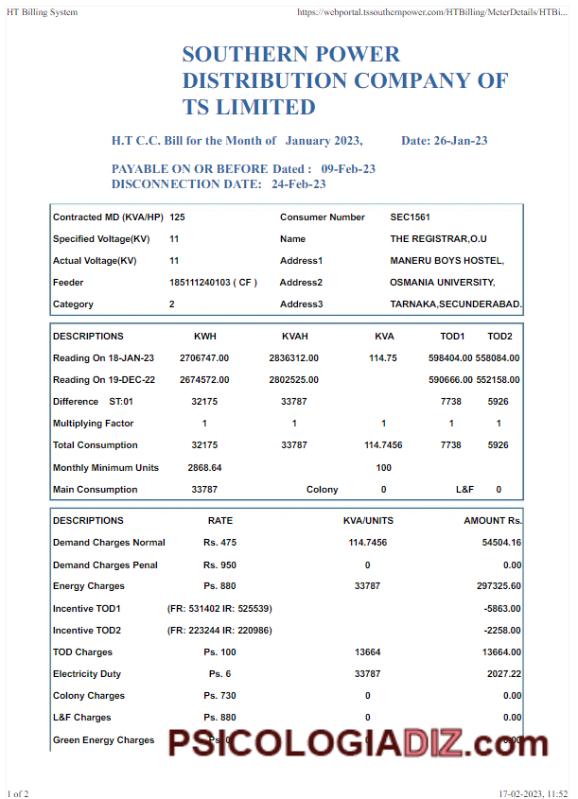 HT Billing System https://webportal.tssouthernpower.com/HTBilling/MeterDetails/HTBi...
SOUTHERN POWER
DISTRIBUTION COMPANY OF
TS LIMITED
H.T C.C. Bill for the Month of January 2023, Date: 26-Jan-23
PAYABLE ON OR BEFORE Dated : 09-Feb-23
DISCONNECTION DATE: 24-Feb-23
Contracted MD (KVA/HP) 125 Consumer Number SEC1561
Specified Voltage(KV) 11 Name THE REGISTRAR,O.U
Actual Voltage(KV) 11 Address1 MANERU BOYS HOSTEL,
Feeder 185111240103 ( CF ) Address2 OSMANIA UNIVERSITY,
Category 2 Address3 TARNAKA,SECUNDERABAD.
DESCRIPTIONS KWH KVAH KVA TOD1 TOD2
Reading On 18-JAN-23 2706747.00 2836312.00 114.75 598404.00 558084.00
Reading On 19-DEC-22 2674572.00 2802525.00 590666.00 552158.00
Difference ST:01 32175 33787 7738 5926
Multiplying Factor 1 1 1 1 1
Total Consumption 32175 33787 114.7456 7738 5926
Monthly Minimum Units 2868.64 100
Main Consumption 33787 Colony 0 L&F 0
DESCRIPTIONS RATE KVA/UNITS AMOUNT Rs.
Demand Charges Normal Rs. 475 114.7456 54504.16
Demand Charges Penal Rs. 950 0 0.00
Energy Charges Ps. 880 33787 297325.60
Incentive TOD1 (FR: 531402 IR: 525539) -5863.00
Incentive TOD2 (FR: 223244 IR: 220986) -2258.00
TOD Charges Ps. 100 13664 13664.00
Electricity Duty Ps. 6 33787 2027.22
Colony Charges Ps. 730 0 0.00
L&F Charges Ps. 880 0 0.00
Green Energy Charges
PSICOLOGIADIZ.com
1 of 2 17-02-2023, 11:52